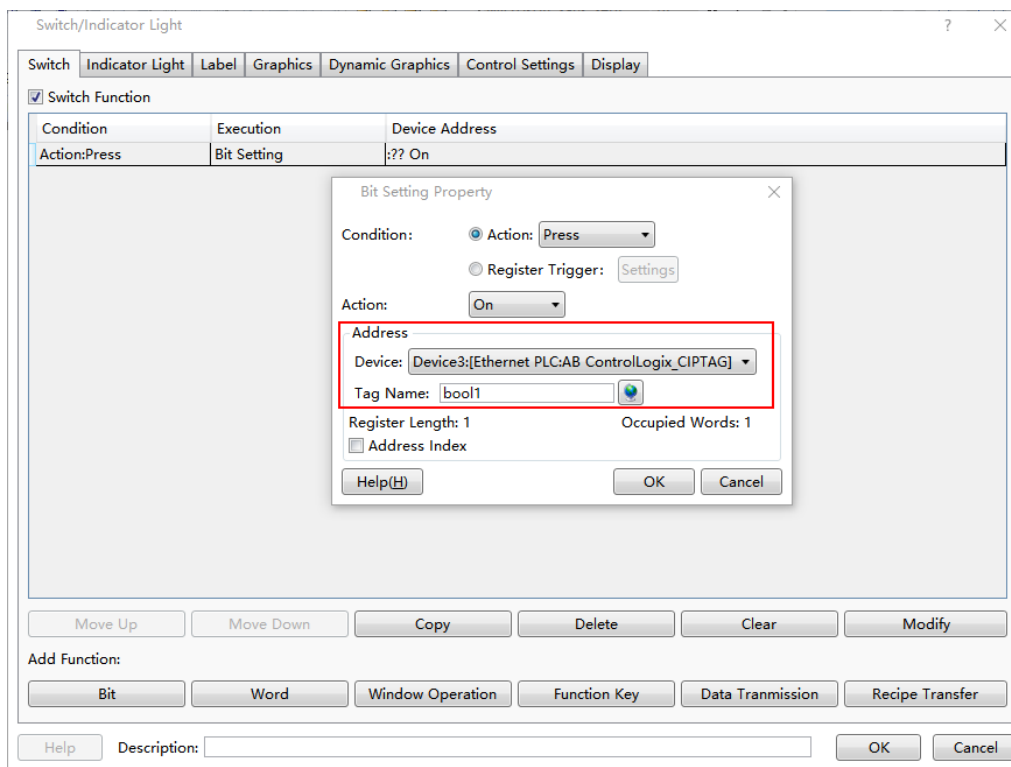 Switch/Indicator Light ?
Switch Indicator Light Label Graphics Dynamic Graphics Control Settings Display
Switch Function
Condition Execution Device Address
Action:Press Bit Setting :?? On
Bit Setting Property
Condition: Action: Press
Register Trigger: Settings
Action: On
Address
Device: Device3:[Ethernet PLC:AB ControlLogix_CIPTAG]
Tag Name: bool1
Register Length: 1 Occupied Words: 1
Address Index
Help(H) OK Cancel
Move Up Move Down Copy Delete Clear Modify
Add Function:
Bit Word Window Operation Function Key Data Tranmission Recipe Transfer
Help Description: OK Cancel